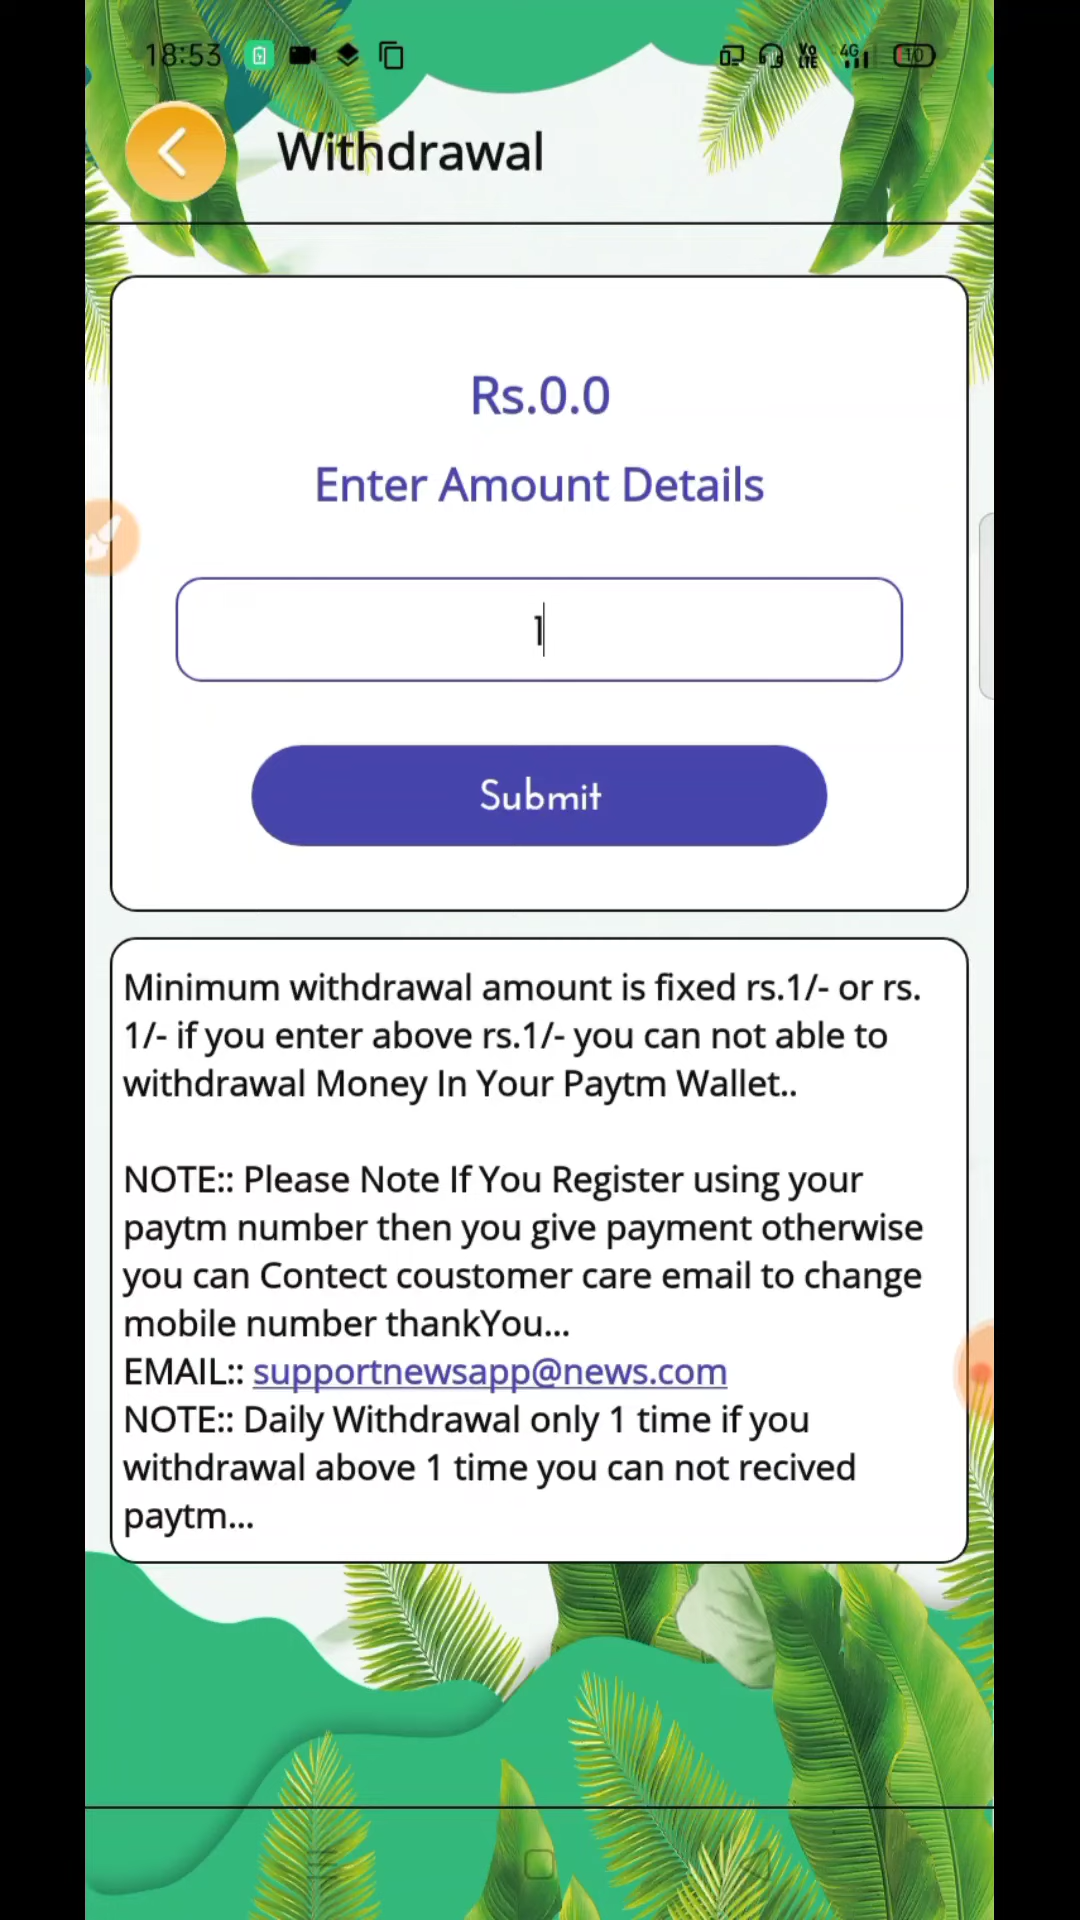 18:53
Vo
LTE
4G
10
Withdrawal
Rs.0.0
Enter Amount Details
1
Submit
Minimum withdrawal amount is fixed rs.1/- or rs.
1/- if you enter above rs.1/- you can not able to
withdrawal Money In Your Paytm Wallet..
NOTE:: Please Note If You Register using your
paytm number then you give payment otherwise
you can Contect coustomer care email to change
mobile number thankYou...
EMAIL:: supportnewsapp@news.com
NOTE:: Daily Withdrawal only 1 time if you
withdrawal above 1 time you can not recived
paytm...